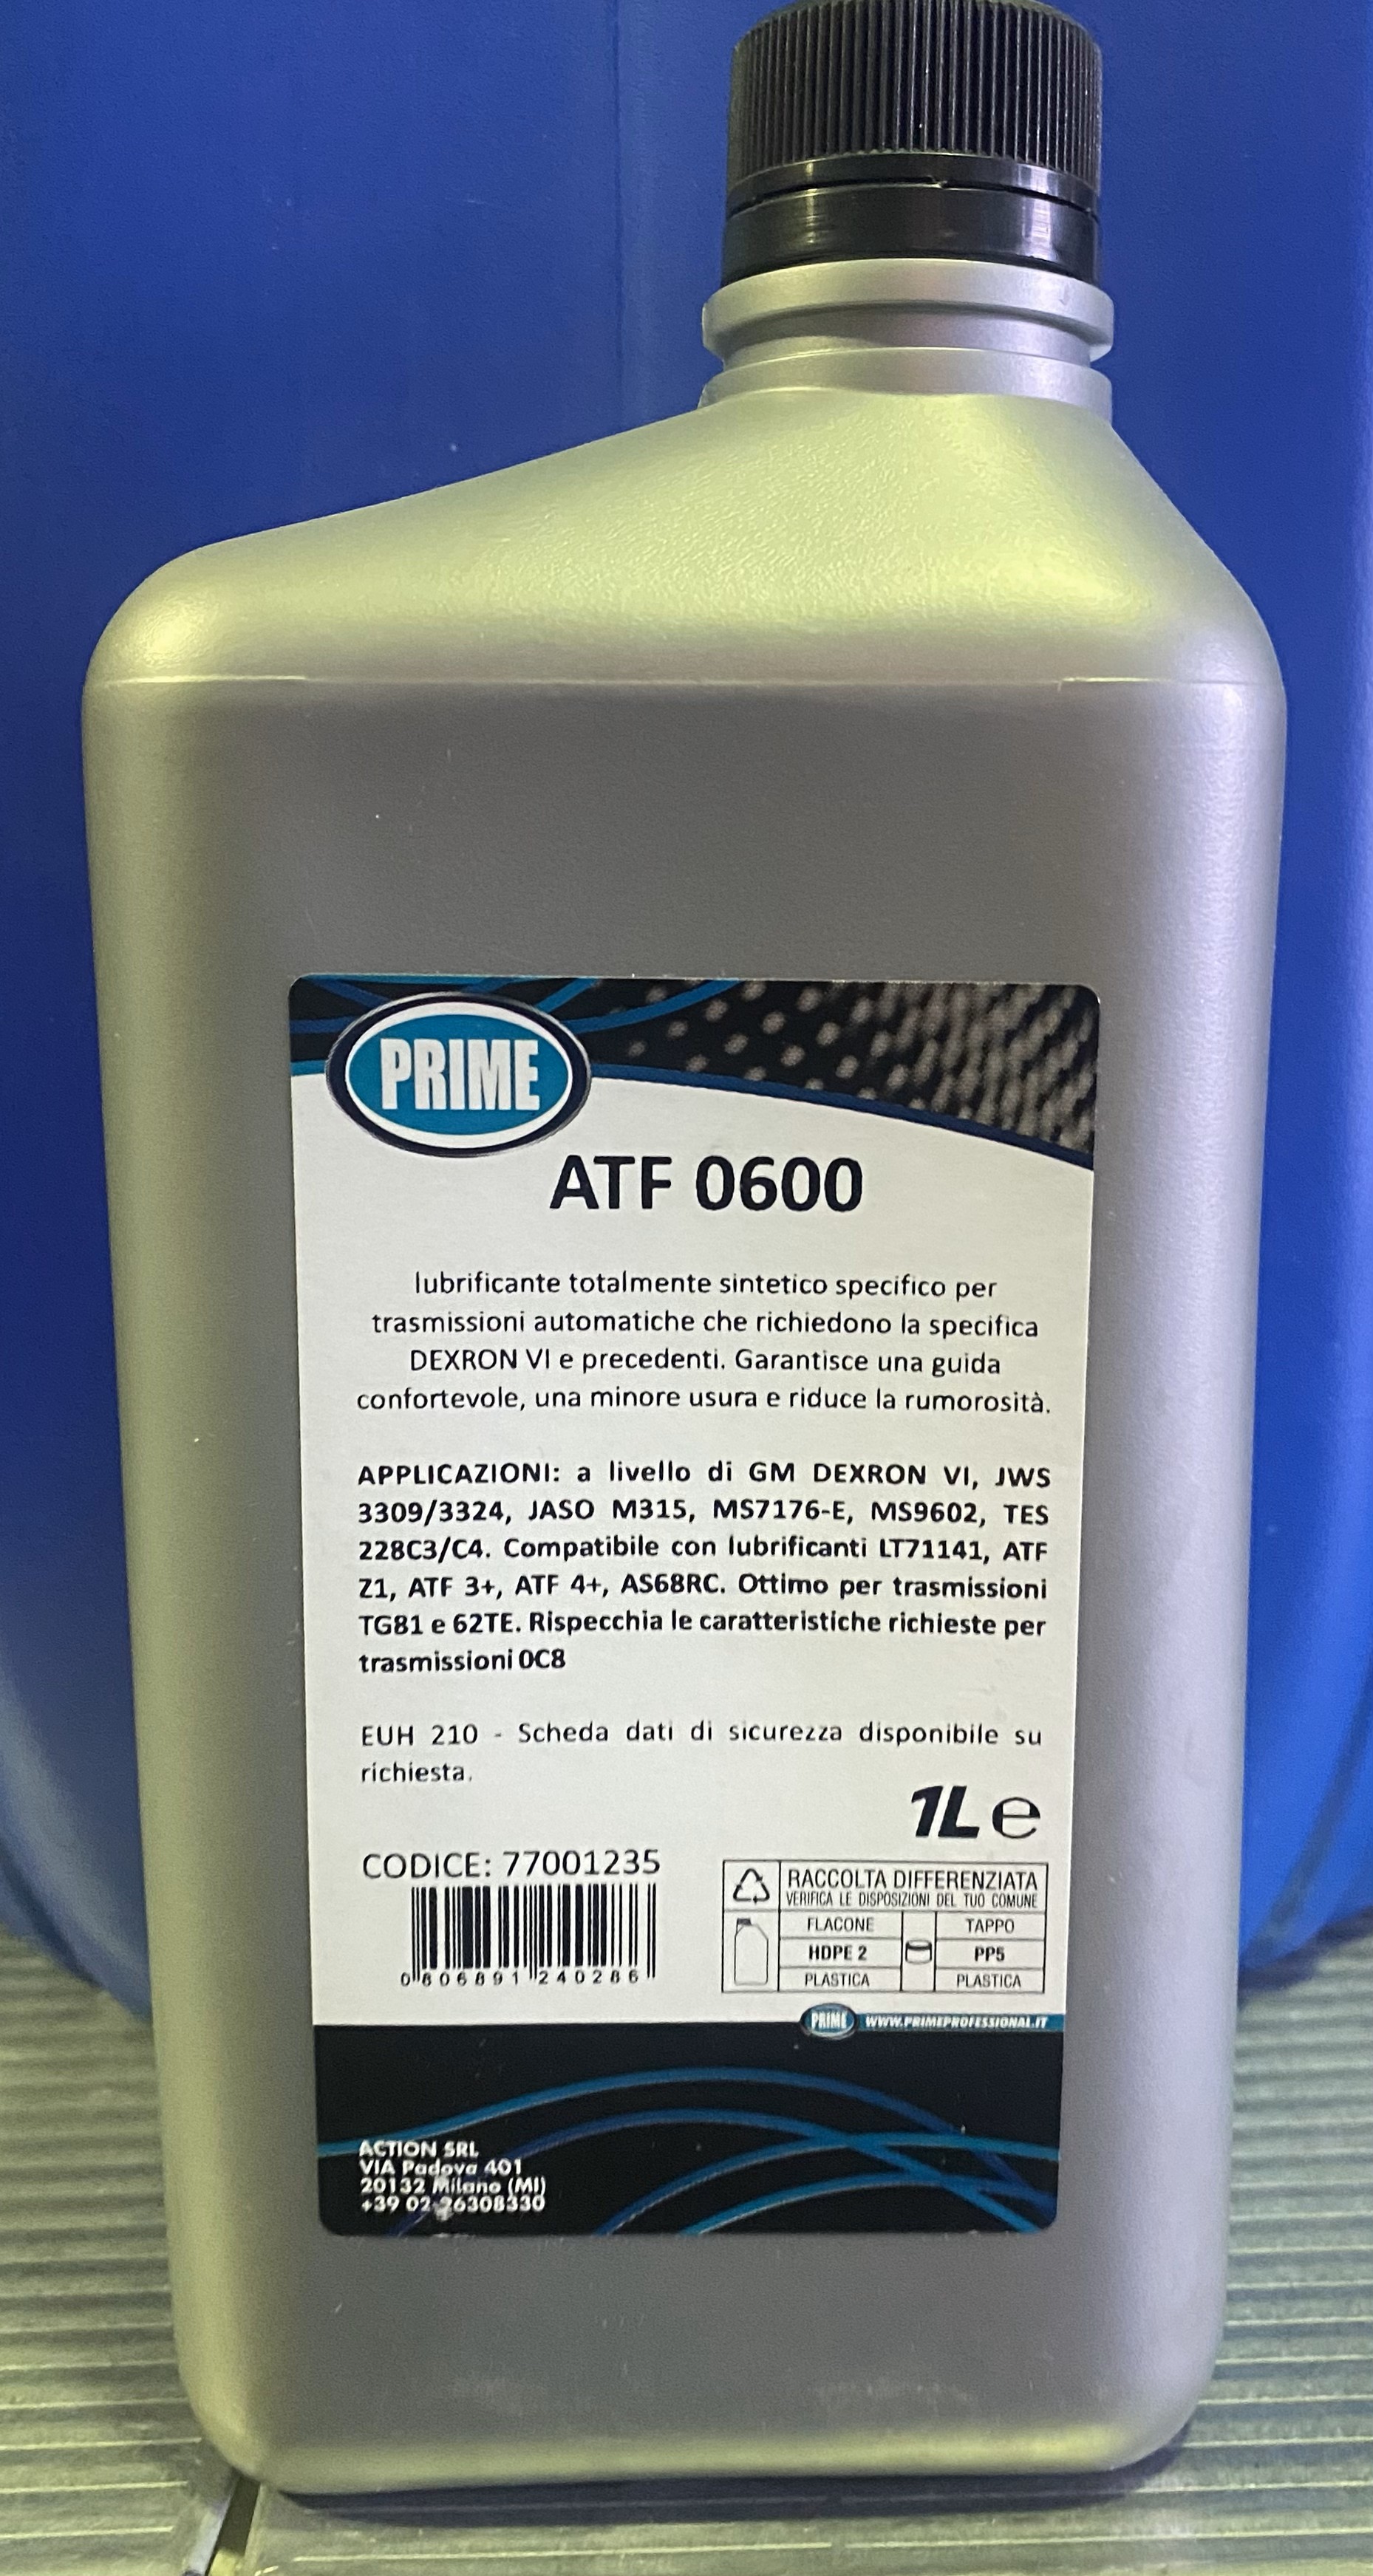 PRIME
ATF 0600
lubrificante totalmente sintetico specifico per
trasmissioni automatiche che richiedono la specifica
DEXRON VI e precedenti. Garantisce una guida
confortevole, una minore usura e riduce la rumorosità.
APPLICAZIONI: a livello di GM DEXRON VI, JWS
3309/3324, JASO M315, MS7176-E, MS9602, TES
228C3/C4. Compatibile con lubrificanti LT71141, ATF
Z1, ATF 3+, ATF 4+, AS68RC. Ottimo per trasmissioni
TG81 e 62TE. Rispecchia le caratteristiche richieste per
trasmissioni 0C8
EUH 210 - Scheda dati di sicurezza disponibile su
richiesta.
1L e
CODICE: 77001235
0 806891 240286
RACCOLTA DIFFERENZIATA
VERIFICA LE DISPOSIZIONI DEL TUO COMUNE
FLACONE TAPPO
HDPE 2 PP5
PLASTICA PLASTICA
PRIME WWW.PRIMEPROFESSIONAL.IT
ACTION SRL
VIA Padova 401
20132 Milano (MI)
+39 02 26308330